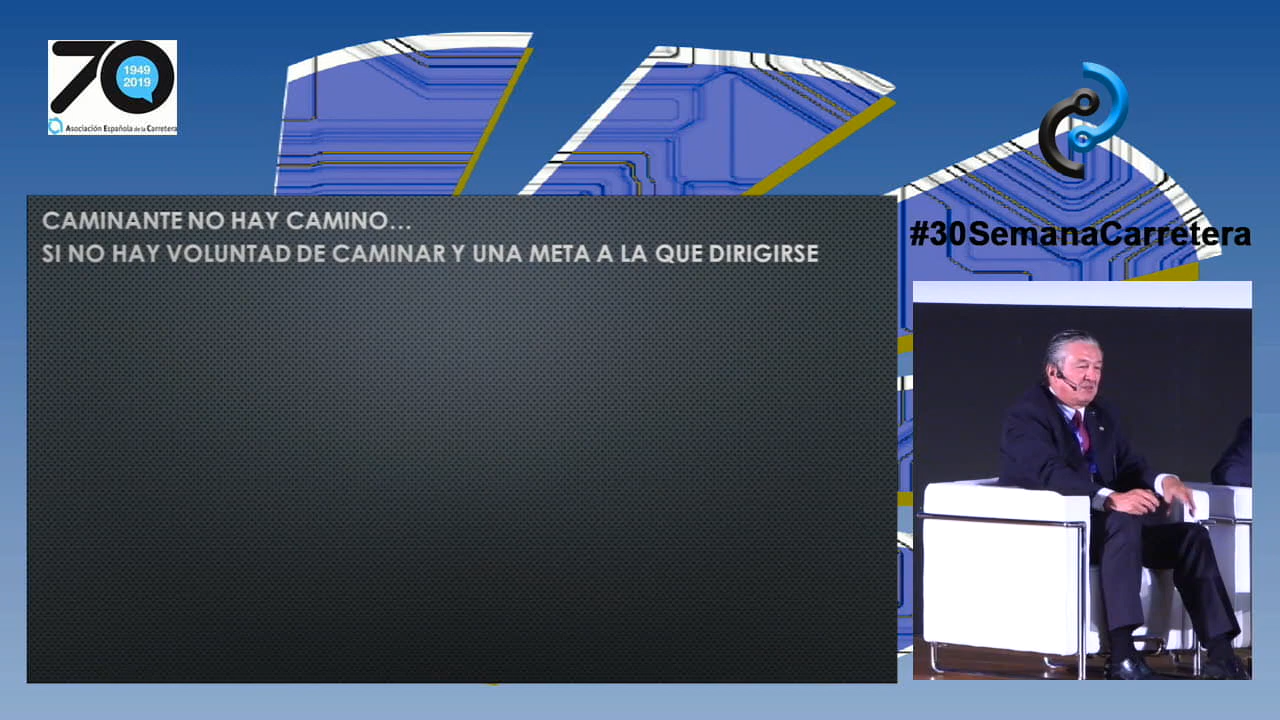 70
1949
2019
Asociación Española de la Carretera
CAMINANTE NO HAY CAMINO...
SI NO HAY VOLUNTAD DE CAMINAR Y UNA META A LA QUE DIRIGIRSE
#30SemanaCarretera